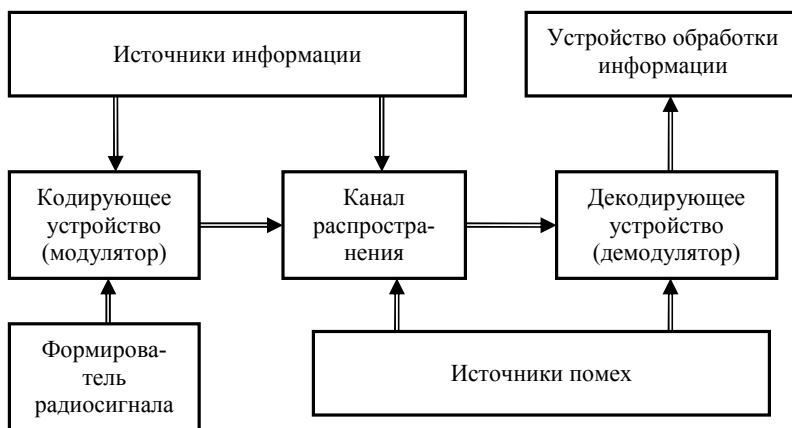 Источники информации
Устройство обработки
информации
Кодирующее
устройство
(модулятор)
Канал
распростра-
нения
Декодирующее
устройство
(демодулятор)
Формирова-
тель
радиосигнала
Источники помех